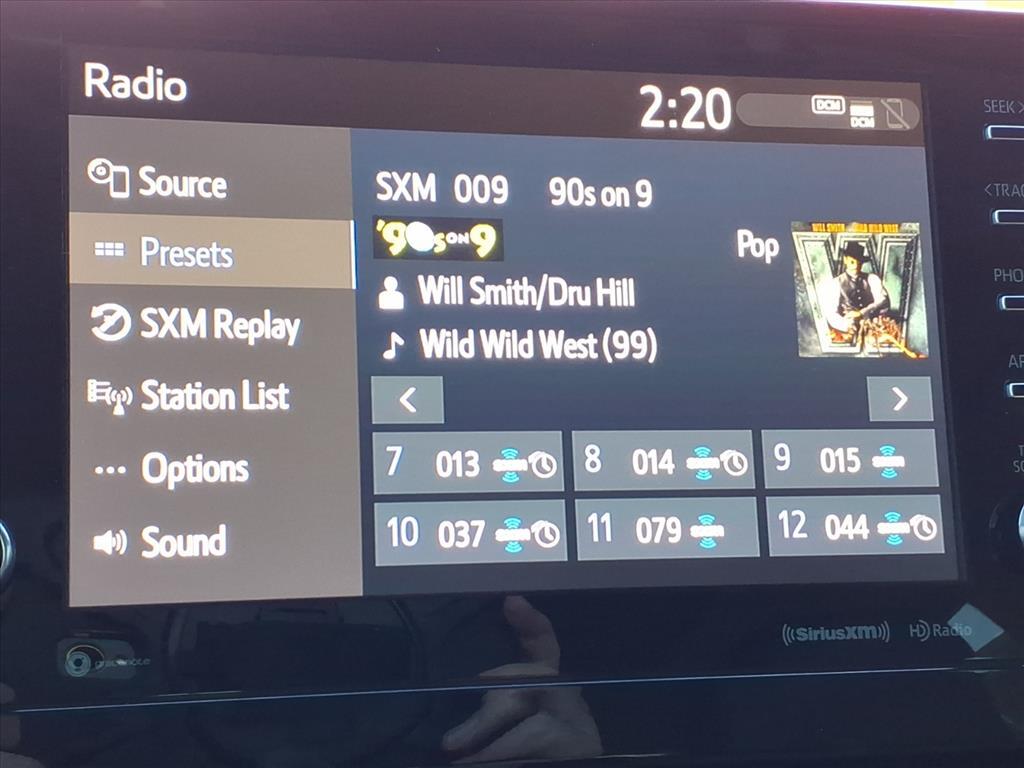 Radio
2:20
DCM
DCM
SEEK >
Source
SXM 009 90s on 9
< TRAC
Presets
'90s ON 9
Pop
WILL SMITH WILD WILD WEST
Will Smith/Dru Hill
PHO
SXM Replay
Wild Wild West (99)
Station List
< >
7 013
8 014
9 015
Options
10 037
11 079
12 044
Sound
SiriusXM
HD Radio
gracenote